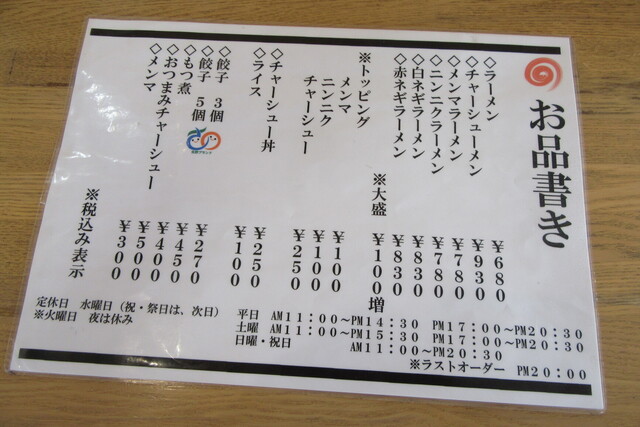 お品書き
◇ラーメン ￥680
◇チャーシューメン ￥930
◇メンマラーメン ￥780
◇ニンニクラーメン ￥780
◇白ネギラーメン ￥830
◇赤ネギラーメン ￥830
※大盛 ￥100増
※トッピング
メンマ ￥100
ニンニク ￥100
チャーシュー ￥250
◇チャーシュー丼 ￥250
◇ライス ￥100
◇餃子 3個 ￥270
◇餃子 5個 ￥450
◇もつ煮 ￥400
◇おつまみチャーシュー ￥500
◇メンマ ￥300
※税込み表示
定休日 水曜日(祝・祭日は、次日)
※火曜日 夜は休み
平日 AM11:00～PM14:30 PM17:00～PM20:30
土曜 AM11:00～PM15:30 PM17:00～PM20:30
日曜・祝日 AM11:00～PM20:30
※ラストオーダー PM20:00